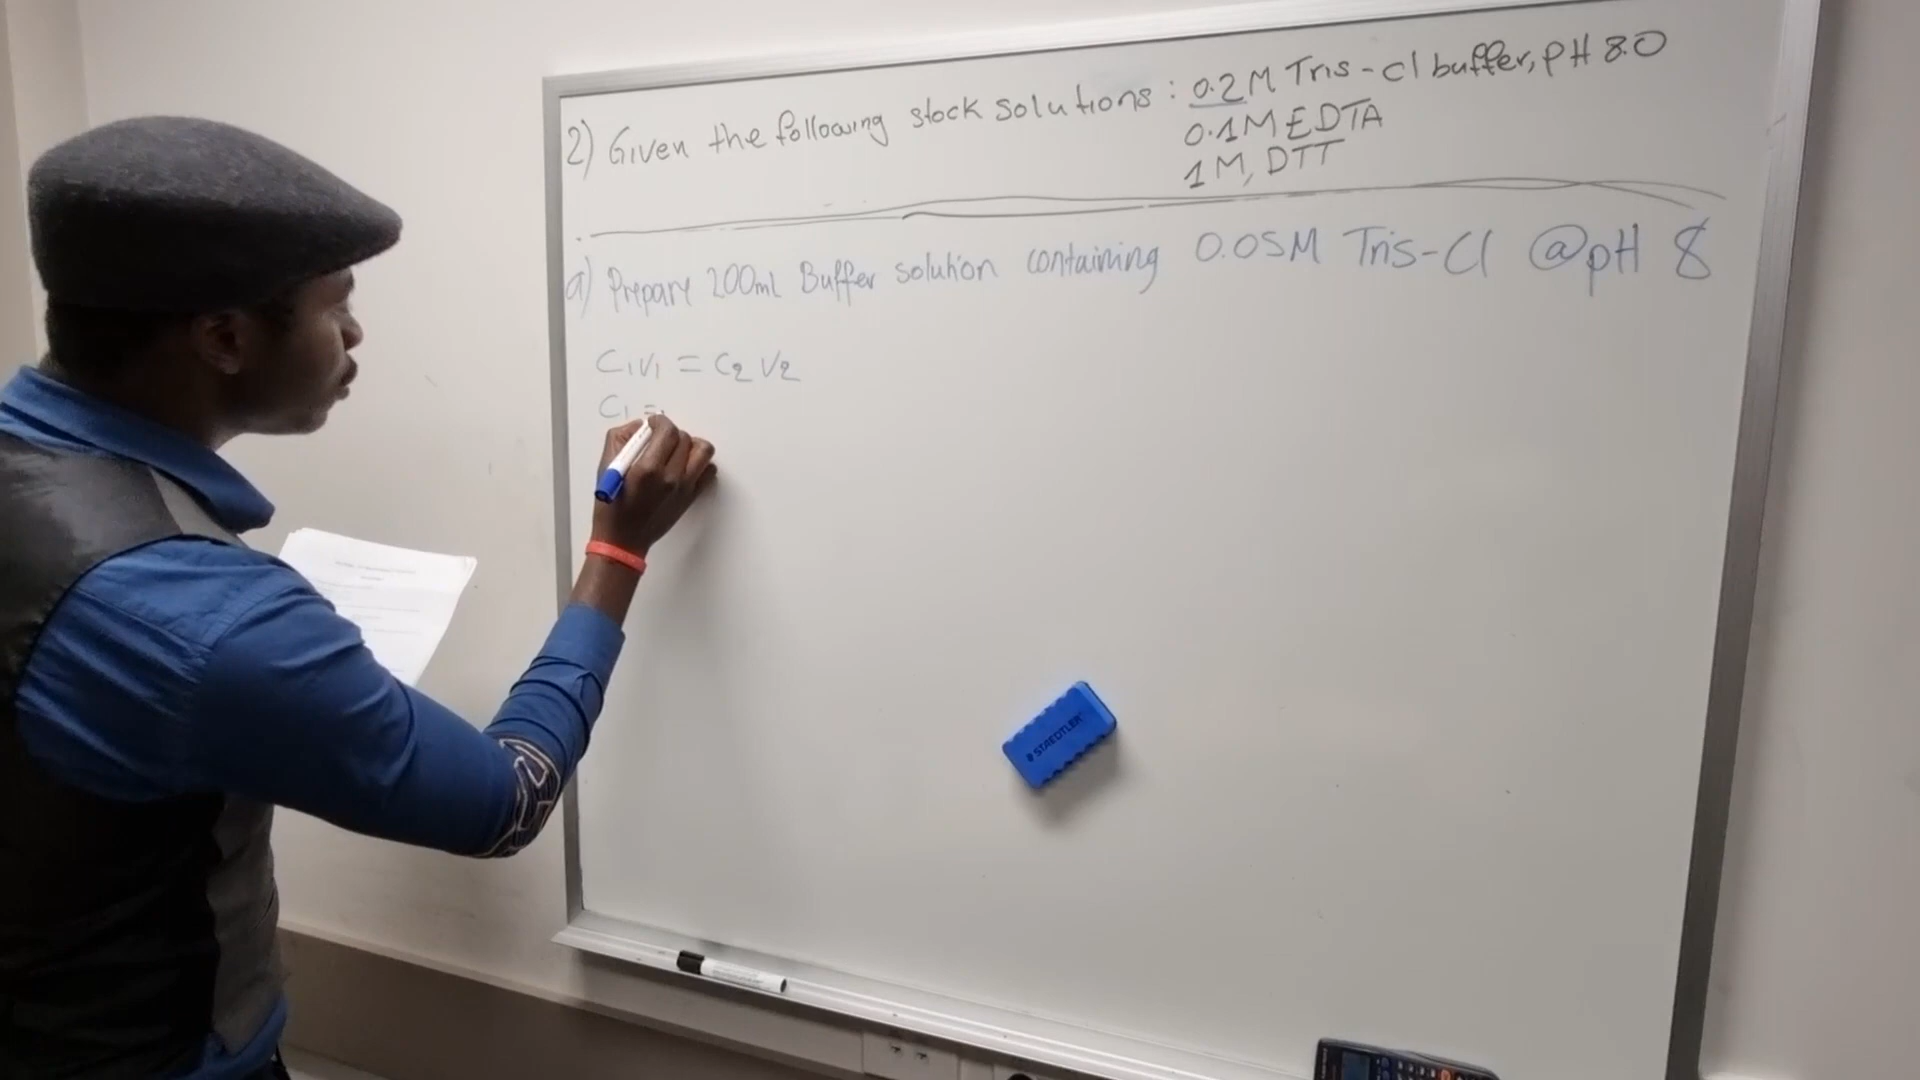 2) Given the following stock solutions : 0.2M Tris-Cl buffer, pH 8.0
0.1M EDTA
1M, DTT
a) Prepare 200ml Buffer solution containing 0.05M Tris-Cl @pH 8
C₁V₁ = C₂V₂
C₁ =
STAEDTLER